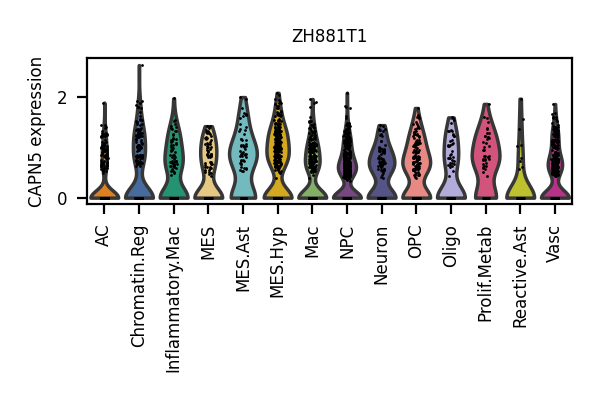 ZH881T1
CAPN5 expression
2
0
AC
Chromatin.Reg
Inflammatory.Mac
MES
MES.Ast
MES.Hyp
Mac
NPC
Neuron
OPC
Oligo
Prolif.Metab
Reactive.Ast
Vasc